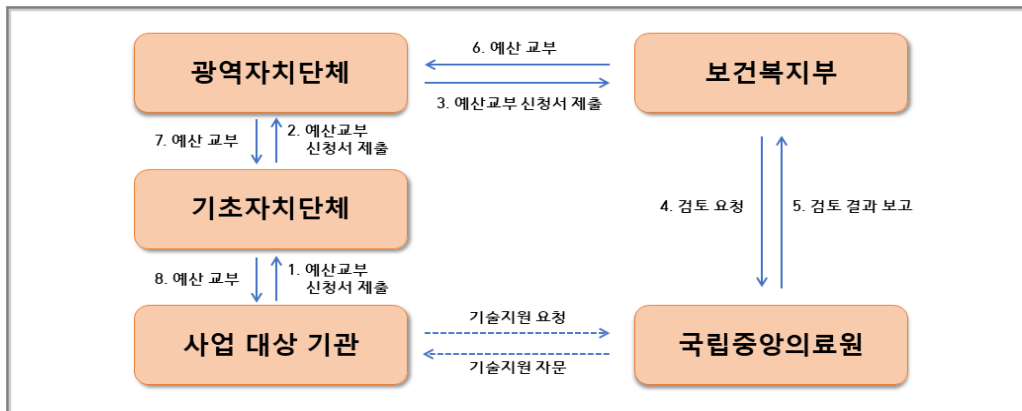 6. 예산 교부
광역자치단체
보건복지부
3. 예산교부 신청서 제출
7. 예산 교부
2. 예산교부
신청서 제출
기초자치단체
4. 검토 요청
5. 검토 결과 보고
8. 예산 교부
1. 예산교부
신청서 제출
기술지원 요청
사업 대상 기관
국립중앙의료원
기술지원 자문